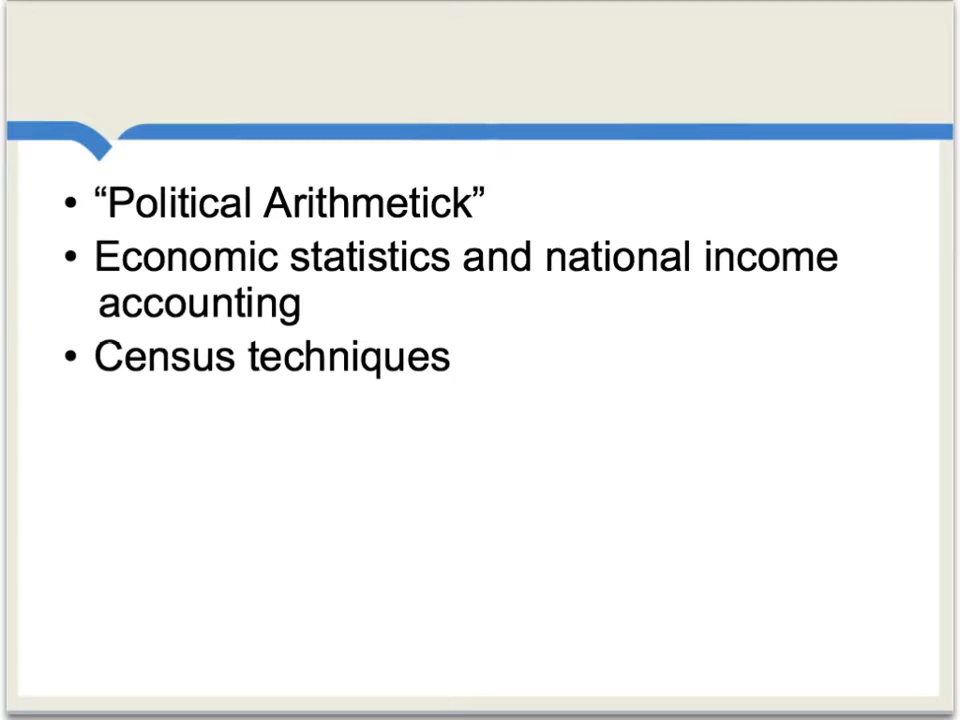 • “Political Arithmetick”
• Economic statistics and national income
accounting
• Census techniques